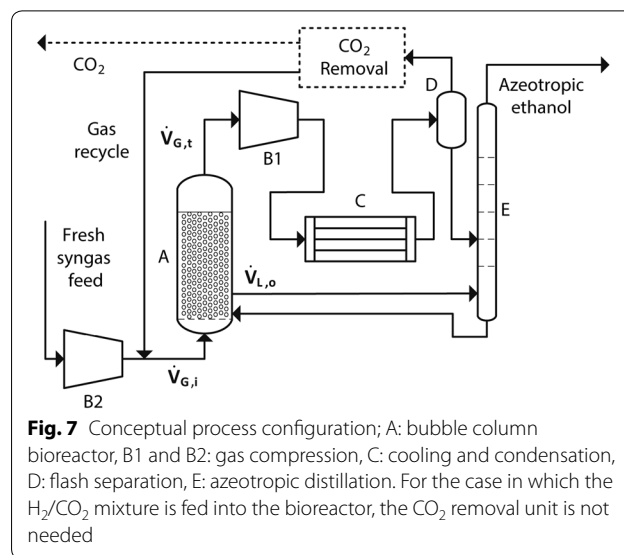 CO₂
CO₂
Removal
D
Azeotropic
ethanol
Gas
recycle
V̇G,t
B1
C
E
Fresh
syngas
feed
A
V̇L,o
V̇G,i
B2
Fig. 7 Conceptual process configuration; A: bubble column
bioreactor, B1 and B2: gas compression, C: cooling and condensation,
D: flash separation, E: azeotropic distillation. For the case in which the
H₂/CO₂ mixture is fed into the bioreactor, the CO₂ removal unit is not
needed